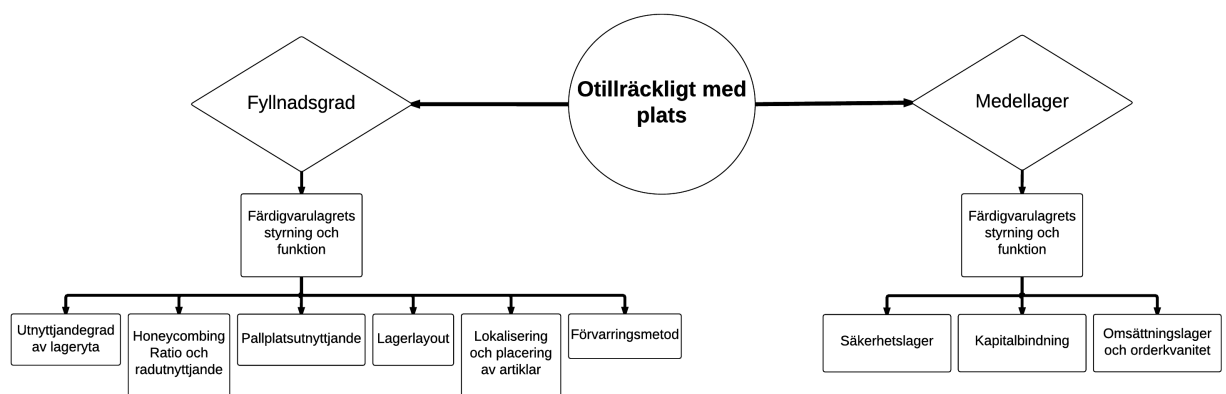 Otillräckligt med
plats
Fyllnadsgrad
Medellager
Färdigvarulagrets
styrning och
funktion
Färdigvarulagrets
styrning och
funktion
Utnyttjandegrad
av lageryta
Honeycombing
Ratio och
radutnyttjande
Pallplatsutnyttjande
Lagerlayout
Lokalisering
och placering
av artiklar
Förvarringsmetod
Säkerhetslager
Kapitalbindning
Omsättningslager
och orderkvanitet